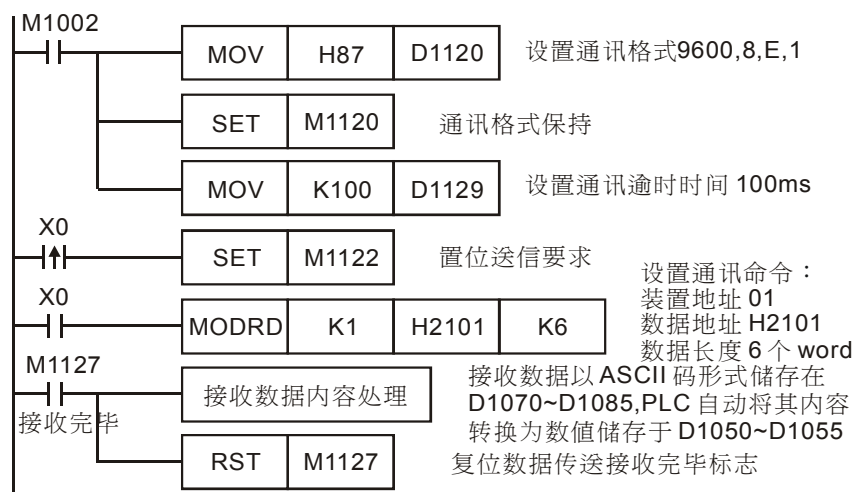 M1002
MOV H87 D1120 设置通讯格式9600,8,E,1
SET M1120 通讯格式保持
MOV K100 D1129 设置通讯逾时时间 100ms
X0
SET M1122 置位送信要求
X0
MODRD K1 H2101 K6
设置通讯命令：
装置地址 01
数据地址 H2101
数据长度 6 个 word
M1127
接收完毕
接收数据内容处理
接收数据以 ASCII 码形式储存在
D1070~D1085,PLC 自动将其内容
转换为数值储存于 D1050~D1055
RST M1127 复位数据传送接收完毕标志